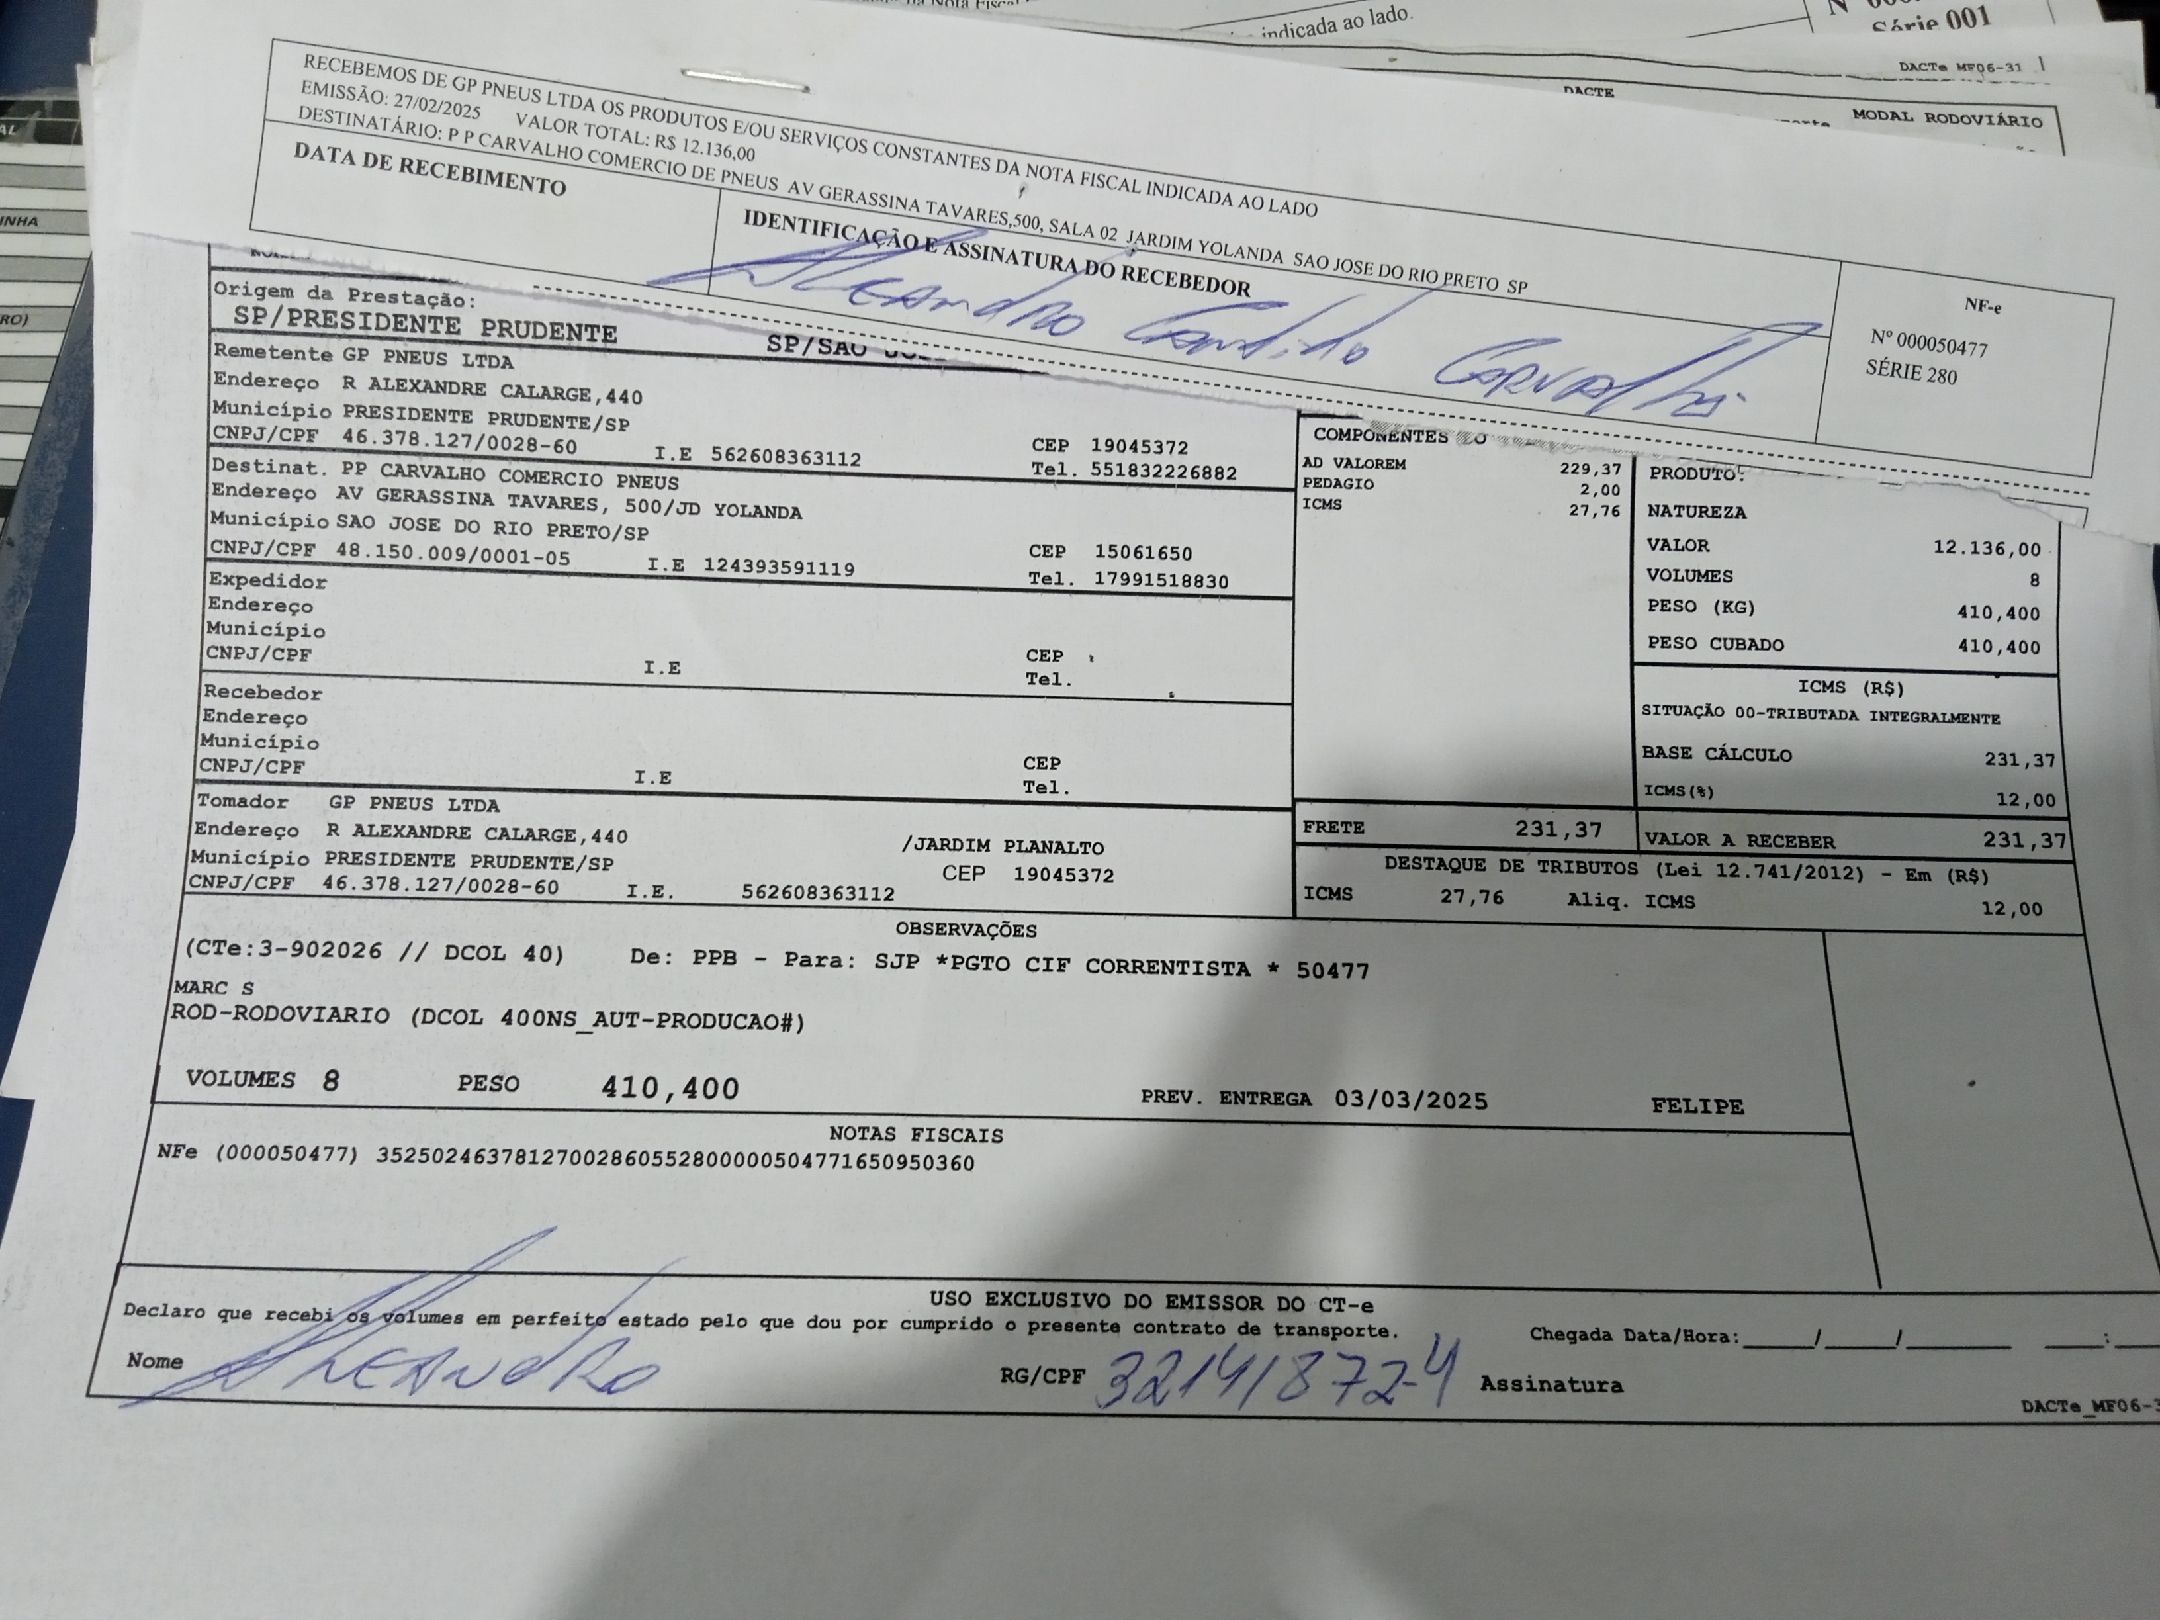 indicada ao lado.
Série 001
DACTe MF06-31
DACTE
MODAL RODOVIÁRIO
RECEBEMOS DE GP PNEUS LTDA OS PRODUTOS E/OU SERVIÇOS CONSTANTES DA NOTA FISCAL INDICADA AO LADO
EMISSÃO: 27/02/2025 VALOR TOTAL: R$ 12.136,00
DESTINATÁRIO: P P CARVALHO COMERCIO DE PNEUS AV GERASSINA TAVARES,500, SALA 02 JARDIM YOLANDA SAO JOSE DO RIO PRETO SP
DATA DE RECEBIMENTO
IDENTIFICAÇÃO E ASSINATURA DO RECEBEDOR
Candido Carvalho
NF-e
Nº 000050477
SÉRIE 280
Origem da Prestação:
SP/PRESIDENTE PRUDENTE SP/SAO
Remetente GP PNEUS LTDA
Endereço R ALEXANDRE CALARGE,440
Município PRESIDENTE PRUDENTE/SP
CNPJ/CPF 46.378.127/0028-60 I.E 562608363112
CEP 19045372
Tel. 551832226882
Destinat. PP CARVALHO COMERCIO PNEUS
Endereço AV GERASSINA TAVARES, 500/JD YOLANDA
Município SAO JOSE DO RIO PRETO/SP
CNPJ/CPF 48.150.009/0001-05 I.E 124393591119
CEP 15061650
Tel. 17991518830
Expedidor
Endereço
Município
CNPJ/CPF I.E
CEP
Tel.
Recebedor
Endereço
Município
CNPJ/CPF I.E
CEP
Tel.
Tomador GP PNEUS LTDA
Endereço R ALEXANDRE CALARGE,440 /JARDIM PLANALTO
Município PRESIDENTE PRUDENTE/SP CEP 19045372
CNPJ/CPF 46.378.127/0028-60 I.E. 562608363112
COMPONENTES
AD VALOREM 229,37
PEDAGIO 2,00
ICMS 27,76
PRODUTO:
NATUREZA
VALOR 12.136,00
VOLUMES 8
PESO (KG) 410,400
PESO CUBADO 410,400
ICMS (R$)
SITUAÇÃO 00-TRIBUTADA INTEGRALMENTE
BASE CÁLCULO 231,37
ICMS(%) 12,00
FRETE 231,37 VALOR A RECEBER 231,37
DESTAQUE DE TRIBUTOS (Lei 12.741/2012) - Em (R$)
ICMS 27,76 Aliq. ICMS 12,00
OBSERVAÇÕES
(CTe:3-902026 // DCOL 40) De: PPB - Para: SJP *PGTO CIF CORRENTISTA * 50477
MARC S
ROD-RODOVIARIO (DCOL 400NS_AUT-PRODUCAO#)
VOLUMES 8 PESO 410,400 PREV. ENTREGA 03/03/2025 FELIPE
NOTAS FISCAIS
NFe (000050477) 35250246378127002860552800000504771650950360
USO EXCLUSIVO DO EMISSOR DO CT-e
Declaro que recebi os volumes em perfeito estado pelo que dou por cumprido o presente contrato de transporte. Chegada Data/Hora:____/____/________ ____:
Nome RG/CPF 32141872-4 Assinatura